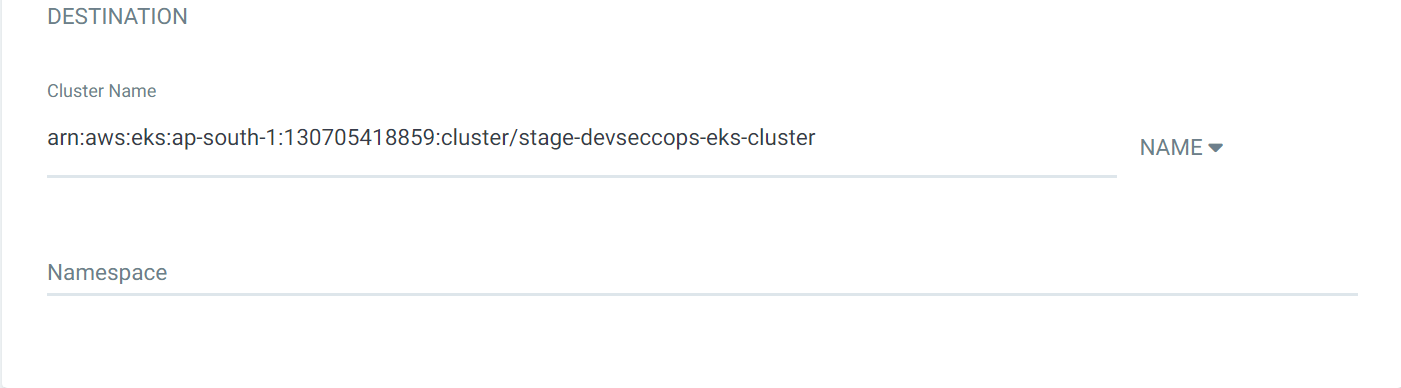 DESTINATION
Cluster Name
arn:aws:eks:ap-south-1:130705418859:cluster/stage-devseccops-eks-cluster
NAME
Namespace